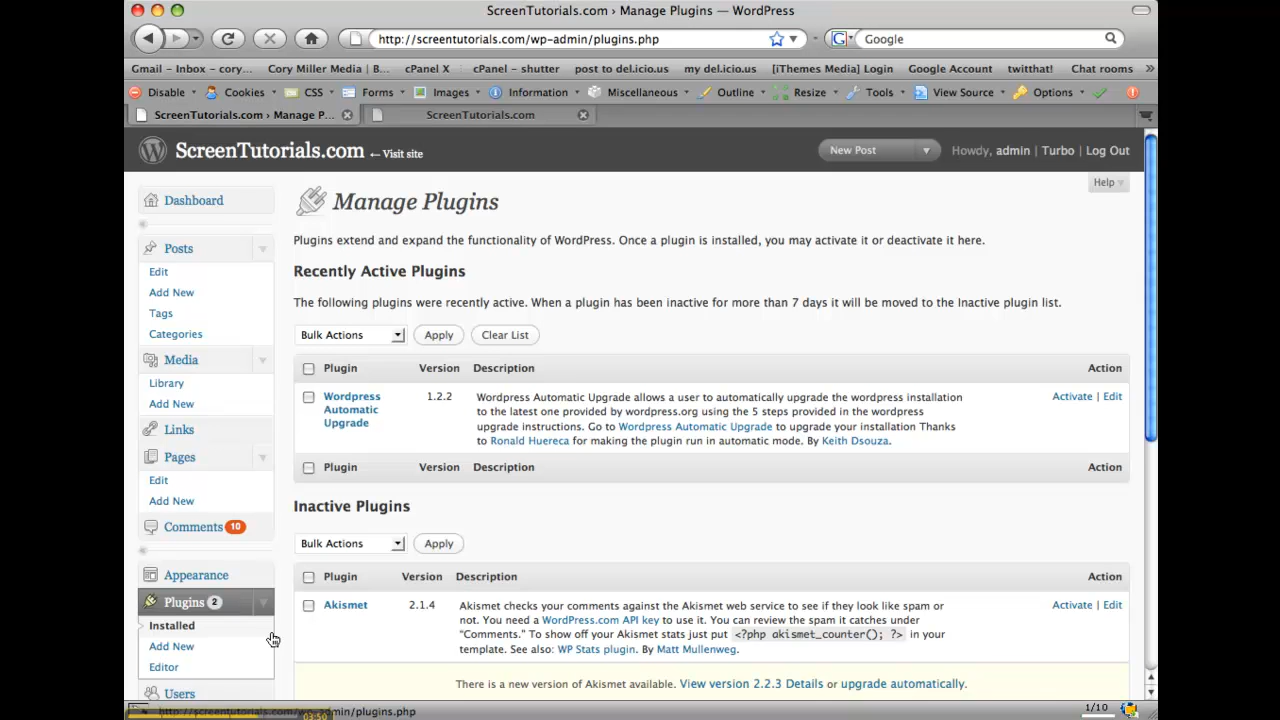 ScreenTutorials.com › Manage Plugins — WordPress
http://screentutorials.com/wp-admin/plugins.php
Google
Gmail - Inbox - cory... Cory Miller Media | B... cPanel X cPanel - shutter post to del.icio.us my del.icio.us [iThemes Media] Login Google Account twitthat! Chat rooms »
Disable Cookies CSS Forms Images Information Miscellaneous Outline Resize Tools View Source Options
ScreenTutorials.com › Manage P... ScreenTutorials.com
ScreenTutorials.com ← Visit site
New Post
Howdy, admin | Turbo | Log Out
Help
Dashboard
Posts
Edit
Add New
Tags
Categories
Media
Library
Add New
Links
Pages
Edit
Add New
Comments 10
Appearance
Plugins 2
Installed
Add New
Editor
Users
Manage Plugins
Plugins extend and expand the functionality of WordPress. Once a plugin is installed, you may activate it or deactivate it here.
Recently Active Plugins
The following plugins were recently active. When a plugin has been inactive for more than 7 days it will be moved to the Inactive plugin list.
Bulk Actions Apply Clear List
Plugin Version Description Action
Wordpress Automatic Upgrade 1.2.2
Wordpress Automatic Upgrade allows a user to automatically upgrade the wordpress installation
to the latest one provided by wordpress.org using the 5 steps provided in the wordpress
upgrade instructions. Go to Wordpress Automatic Upgrade to upgrade your installation Thanks
to Ronald Huereca for making the plugin run in automatic mode. By Keith Dsouza.
Activate | Edit
Plugin Version Description Action
Inactive Plugins
Bulk Actions Apply
Plugin Version Description Action
Akismet 2.1.4
Akismet checks your comments against the Akismet web service to see if they look like spam or
not. You need a WordPress.com API key to use it. You can review the spam it catches under
"Comments." To show off your Akismet stats just put <?php akismet_counter(); ?> in your
template. See also: WP Stats plugin. By Matt Mullenweg.
Activate | Edit
There is a new version of Akismet available. View version 2.2.3 Details or upgrade automatically.
03:50
min/plugins.php
1/10